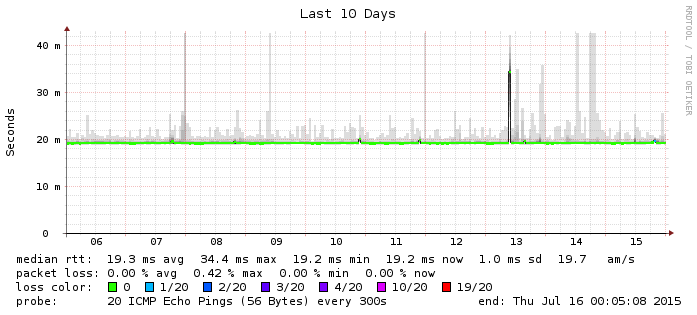 Last 10 Days
RRDTOOL / TOBI OETIKER
Seconds
40 m
30 m
20 m
10 m
0
06 07 08 09 10 11 12 13 14 15
median rtt: 19.3 ms avg 34.4 ms max 19.2 ms min 19.2 ms now 1.0 ms sd 19.7 am/s
packet loss: 0.00 % avg 0.42 % max 0.00 % min 0.00 % now
loss color: 0 1/20 2/20 3/20 4/20 10/20 19/20
probe: 20 ICMP Echo Pings (56 Bytes) every 300s end: Thu Jul 16 00:05:08 2015